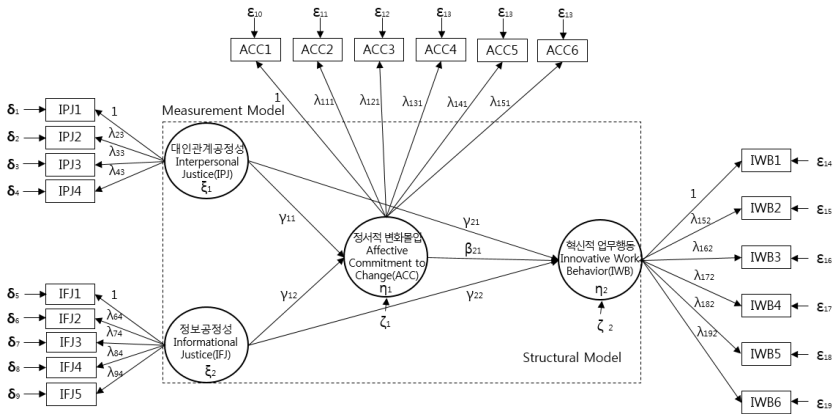 ε10 ε11 ε12 ε13 ε13 ε13
ACC1 ACC2 ACC3 ACC4 ACC5 ACC6
1 λ111 λ121 λ131 λ141 λ151
Measurement Model
δ1 IPJ1 1
δ2 IPJ2 λ23
δ3 IPJ3 λ33
δ4 IPJ4 λ43
대인관계공정성
Interpersonal
Justice(IPJ)
ξ1
γ11
γ21
정서적 변화몰입
Affective
Commitment to
Change(ACC)
η1
ζ1
β21
γ12
γ22
혁신적 업무행동
Innovative Work
Behavior(IWB)
η2
ζ 2
δ5 IFJ1 1
δ6 IFJ2 λ64
δ7 IFJ3 λ74
δ8 IFJ4 λ84
δ9 IFJ5 λ94
정보공정성
Informational
Justice(IFJ)
ξ2
Structural Model
1 IWB1 ε14
λ152 IWB2 ε15
λ162 IWB3 ε16
λ172 IWB4 ε17
λ182 IWB5 ε18
λ192 IWB6 ε19